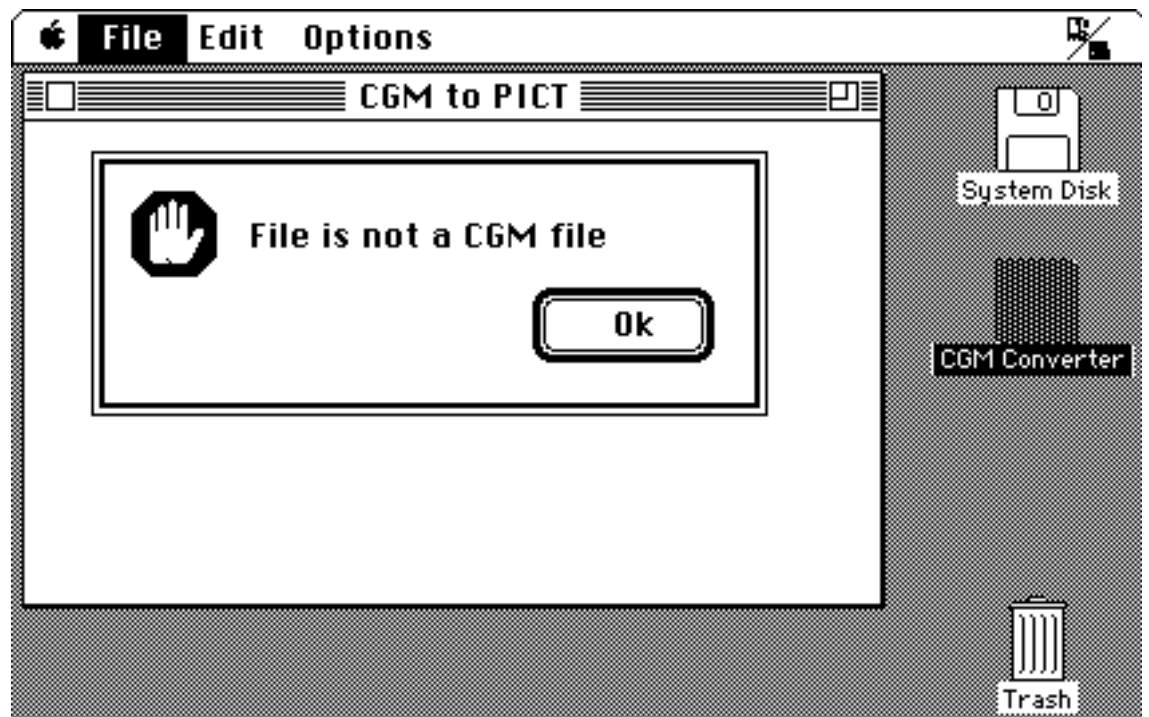 File Edit Options
CGM to PICT
0
System Disk
File is not a CGM file
Ok
CGM Converter
Trash